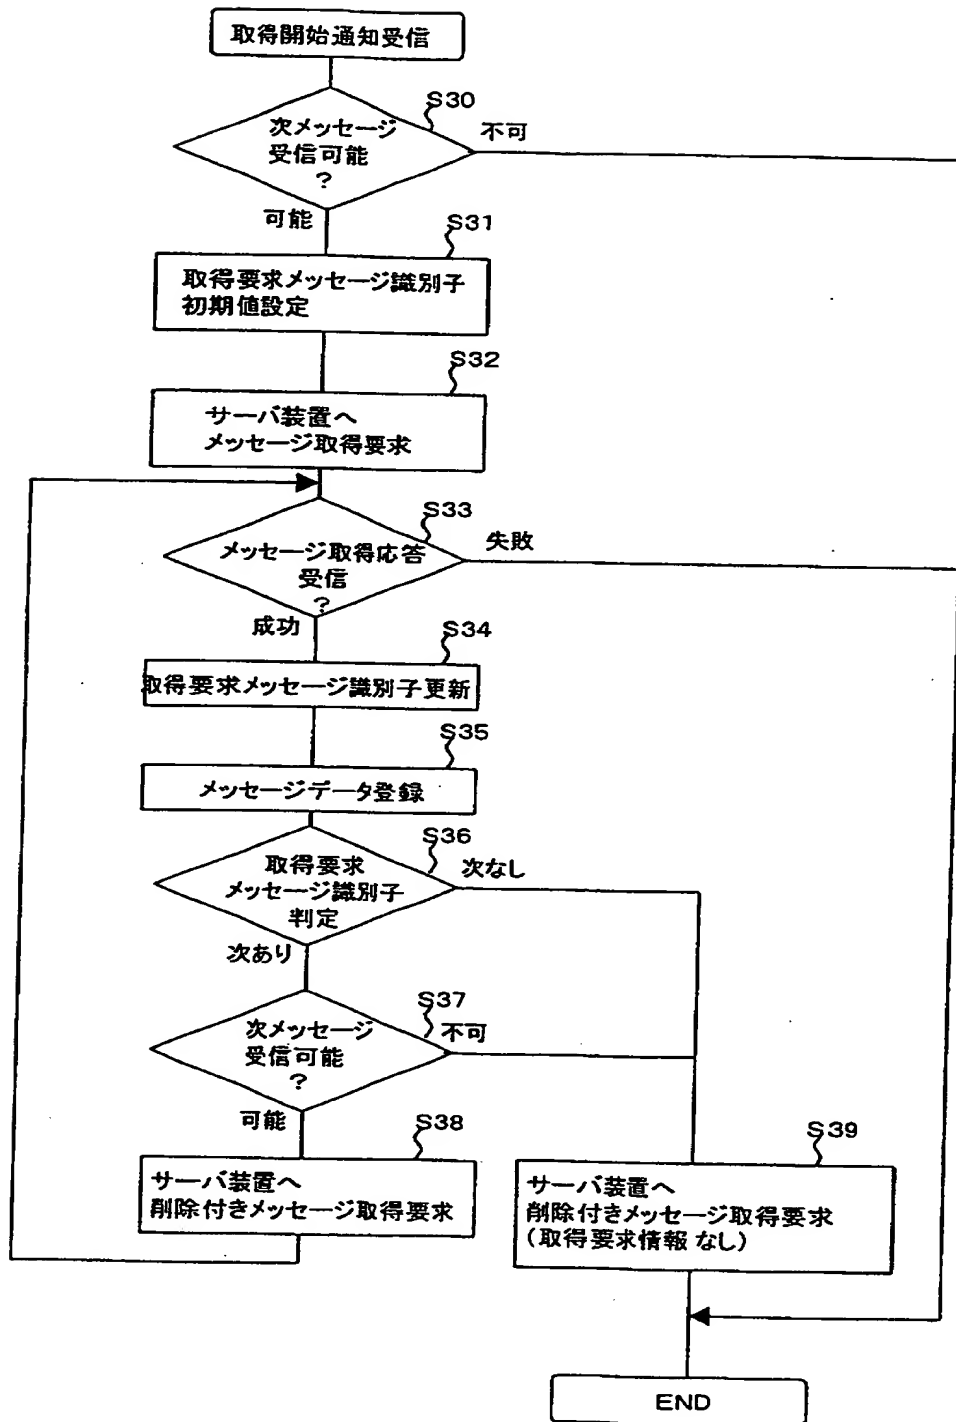 取得開始通知受信
S30
次メッセージ
受信可能
?
不可
可能
S31
取得要求メッセージ識別子
初期値設定
S32
サーバ装置へ
メッセージ取得要求
S33
メッセージ取得応答
受信
?
失敗
成功
S34
取得要求メッセージ識別子更新
S35
メッセージデータ登録
S36
取得要求
メッセージ識別子
判定
次なし
次あり
S37
次メッセージ
受信可能
?
不可
可能
S38
サーバ装置へ
削除付きメッセージ取得要求
S39
サーバ装置へ
削除付きメッセージ取得要求
(取得要求情報なし)
END